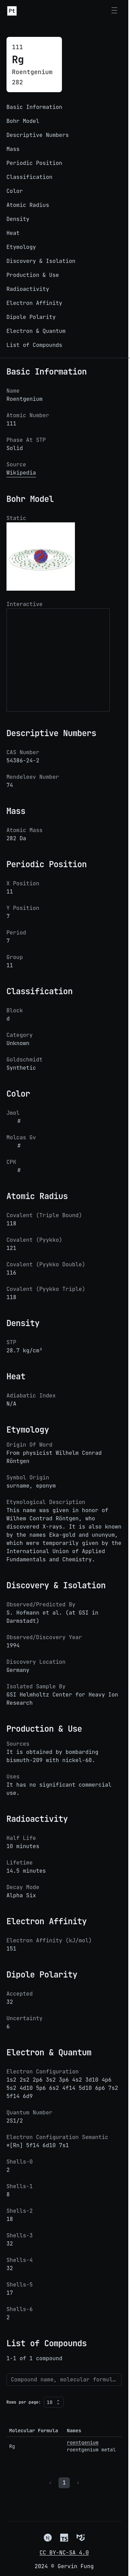 Pt
111
Rg
Roentgenium
282
Basic Information
Bohr Model
Descriptive Numbers
Mass
Periodic Position
Classification
Color
Atomic Radius
Density
Heat
Etymology
Discovery & Isolation
Production & Use
Radioactivity
Electron Affinity
Dipole Polarity
Electron & Quantum
List of Compounds
Basic Information
Name
Roentgenium
Atomic Number
111
Phase At STP
Solid
Source
Wikipedia
Bohr Model
Static
Interactive
Descriptive Numbers
CAS Number
54386-24-2
Mendeleev Number
74
Mass
Atomic Mass
282 Da
Periodic Position
X Position
11
Y Position
7
Period
7
Group
11
Classification
Block
d
Category
Unknown
Goldschmidt
Synthetic
Color
Jmol
#
Molcas Gv
#
CPK
#
Atomic Radius
Covalent (Triple Bound)
118
Covalent (Pyykko)
121
Covalent (Pyykko Double)
116
Covalent (Pyykko Triple)
118
Density
STP
28.7 kg/cm³
Heat
Adiabatic Index
N/A
Etymology
Origin Of Word
From physicist Wilhelm Conrad
Röntgen
Symbol Origin
surname, eponym
Etymological Description
This name was given in honor of
Wilhem Contrad Röntgen, who
discovered X-rays. It is also known
by the names Eka-gold and unonyum,
which were temporarily given by the
International Union of Applied
Fundamentals and Chemistry.
Discovery & Isolation
Observed/Predicted By
S. Hofmann et al. (at GSI in
Darmstadt)
Observed/Discovery Year
1994
Discovery Location
Germany
Isolated Sample By
GSI Helmholtz Center for Heavy Ion
Research
Production & Use
Sources
It is obtained by bombarding
bismuth-209 with nickel-60.
Uses
It has no significant commercial
use.
Radioactivity
Half Life
10 minutes
Lifetime
14.5 minutes
Decay Mode
Alpha Six
Electron Affinity
Electron Affinity (kJ/mol)
151
Dipole Polarity
Accepted
32
Uncertainty
6
Electron & Quantum
Electron Configuration
1s2 2s2 2p6 3s2 3p6 4s2 3d10 4p6
5s2 4d10 5p6 6s2 4f14 5d10 6p6 7s2
5f14 6d9
Quantum Number
2S1/2
Electron Configuration Semantic
*[Rn] 5f14 6d10 7s1
Shells-0
2
Shells-1
8
Shells-2
18
Shells-3
32
Shells-4
32
Shells-5
17
Shells-6
2
List of Compounds
1-1 of 1 compound
Compound name, molecular formul…
Rows per page: 10
Molecular Formula Names
Rg
roentgenium
roentgenium metal
‹ 1 ›
TS
CC BY-NC-SA 4.0
2024 © Gervin Fung